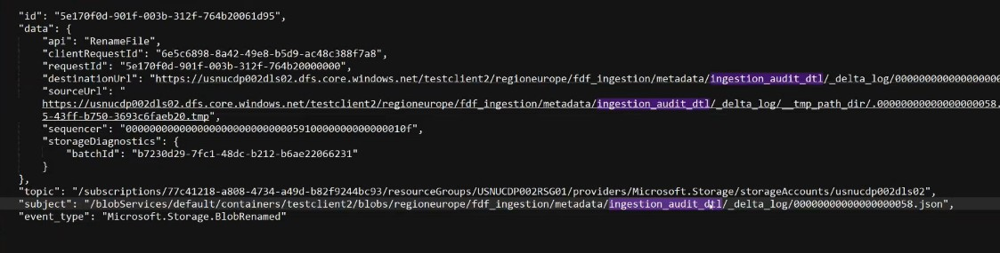 "id": "5e170f0d-901f-003b-312f-764b20061d95",
"data": {
"api": "RenameFile",
"clientRequestId": "6e5c6898-8a42-49e8-b5d9-ac48c388f7a8",
"requestId": "5e170f0d-901f-003b-312f-764b20000000",
"destinationUrl": "https://usnucdp002dls02.dfs.core.windows.net/testclient2/regioneurope/fdf_ingestion/metadata/ingestion_audit_dtl/_delta_log/000000000000000000
"sourceUrl": "
https://usnucdp002dls02.dfs.core.windows.net/testclient2/regioneurope/fdf_ingestion/metadata/ingestion_audit_dtl/_delta_log/__tmp_path_dir/.00000000000000000058.
5-43ff-b750-3693c6faeb20.tmp",
"sequencer": "00000000000000000000000000005910000000000000010f",
"storageDiagnostics": {
"batchId": "b7230d29-7fc1-48dc-b212-b6ae22066231"
}
},
"topic": "/subscriptions/77c41218-a808-4734-a49d-b82f9244bc93/resourceGroups/USNUCDP002RSG01/providers/Microsoft.Storage/storageAccounts/usnucdp002dls02",
"subject": "/blobServices/default/containers/testclient2/blobs/regioneurope/fdf_ingestion/metadata/ingestion_audit_dtl/_delta_log/00000000000000000058.json",
"event_type": "Microsoft.Storage.BlobRenamed"